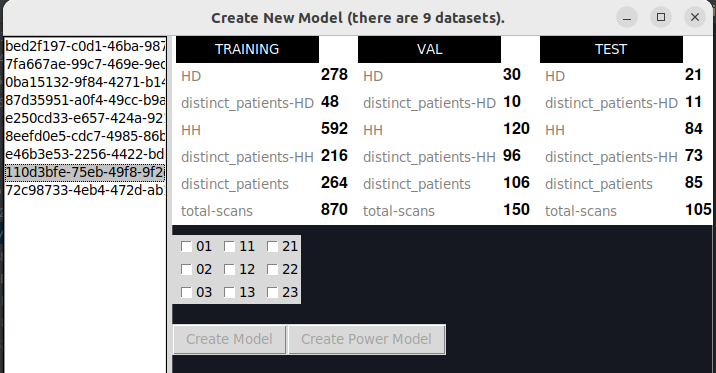 Create New Model (there are 9 datasets).
bed2f197-c0d1-46ba-987
7fa667ae-99c7-469e-9ec
0ba15132-9f84-4271-b14
87d35951-a0f4-49cc-b9a
e250cd33-e657-424a-92
8eefd0e5-cdc7-4985-86b
e46b3e53-2256-4422-bd
110d3bfe-75eb-49f8-9f2
72c98733-4eb4-472d-ab
TRAINING VAL TEST
HD 278 HD 30 HD 21
distinct_patients-HD 48 distinct_patients-HD 10 distinct_patients-HD 11
HH 592 HH 120 HH 84
distinct_patients-HH 216 distinct_patients-HH 96 distinct_patients-HH 73
distinct_patients 264 distinct_patients 106 distinct_patients 85
total-scans 870 total-scans 150 total-scans 105
01 11 21
02 12 22
03 13 23
Create Model Create Power Model